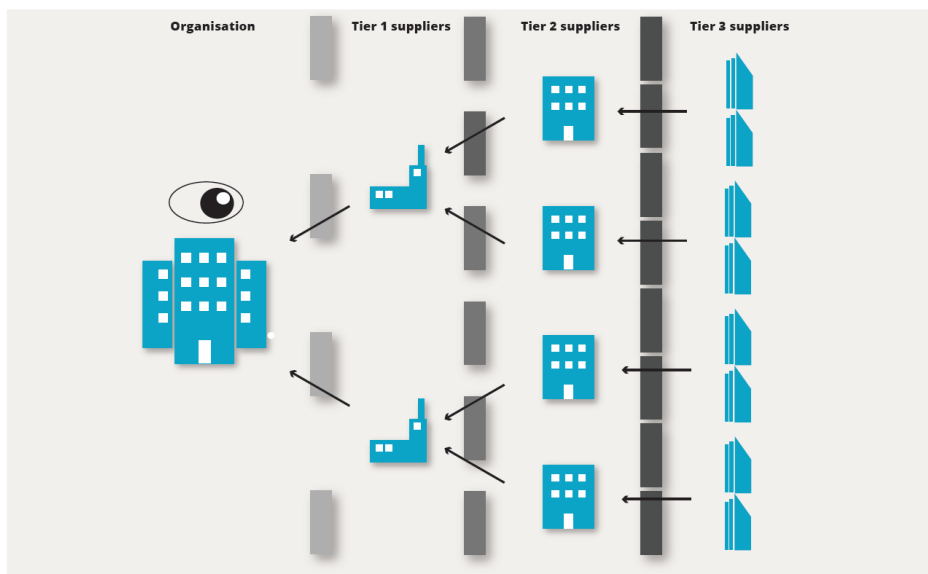 Organisation
Tier 1 suppliers
Tier 2 suppliers
Tier 3 suppliers